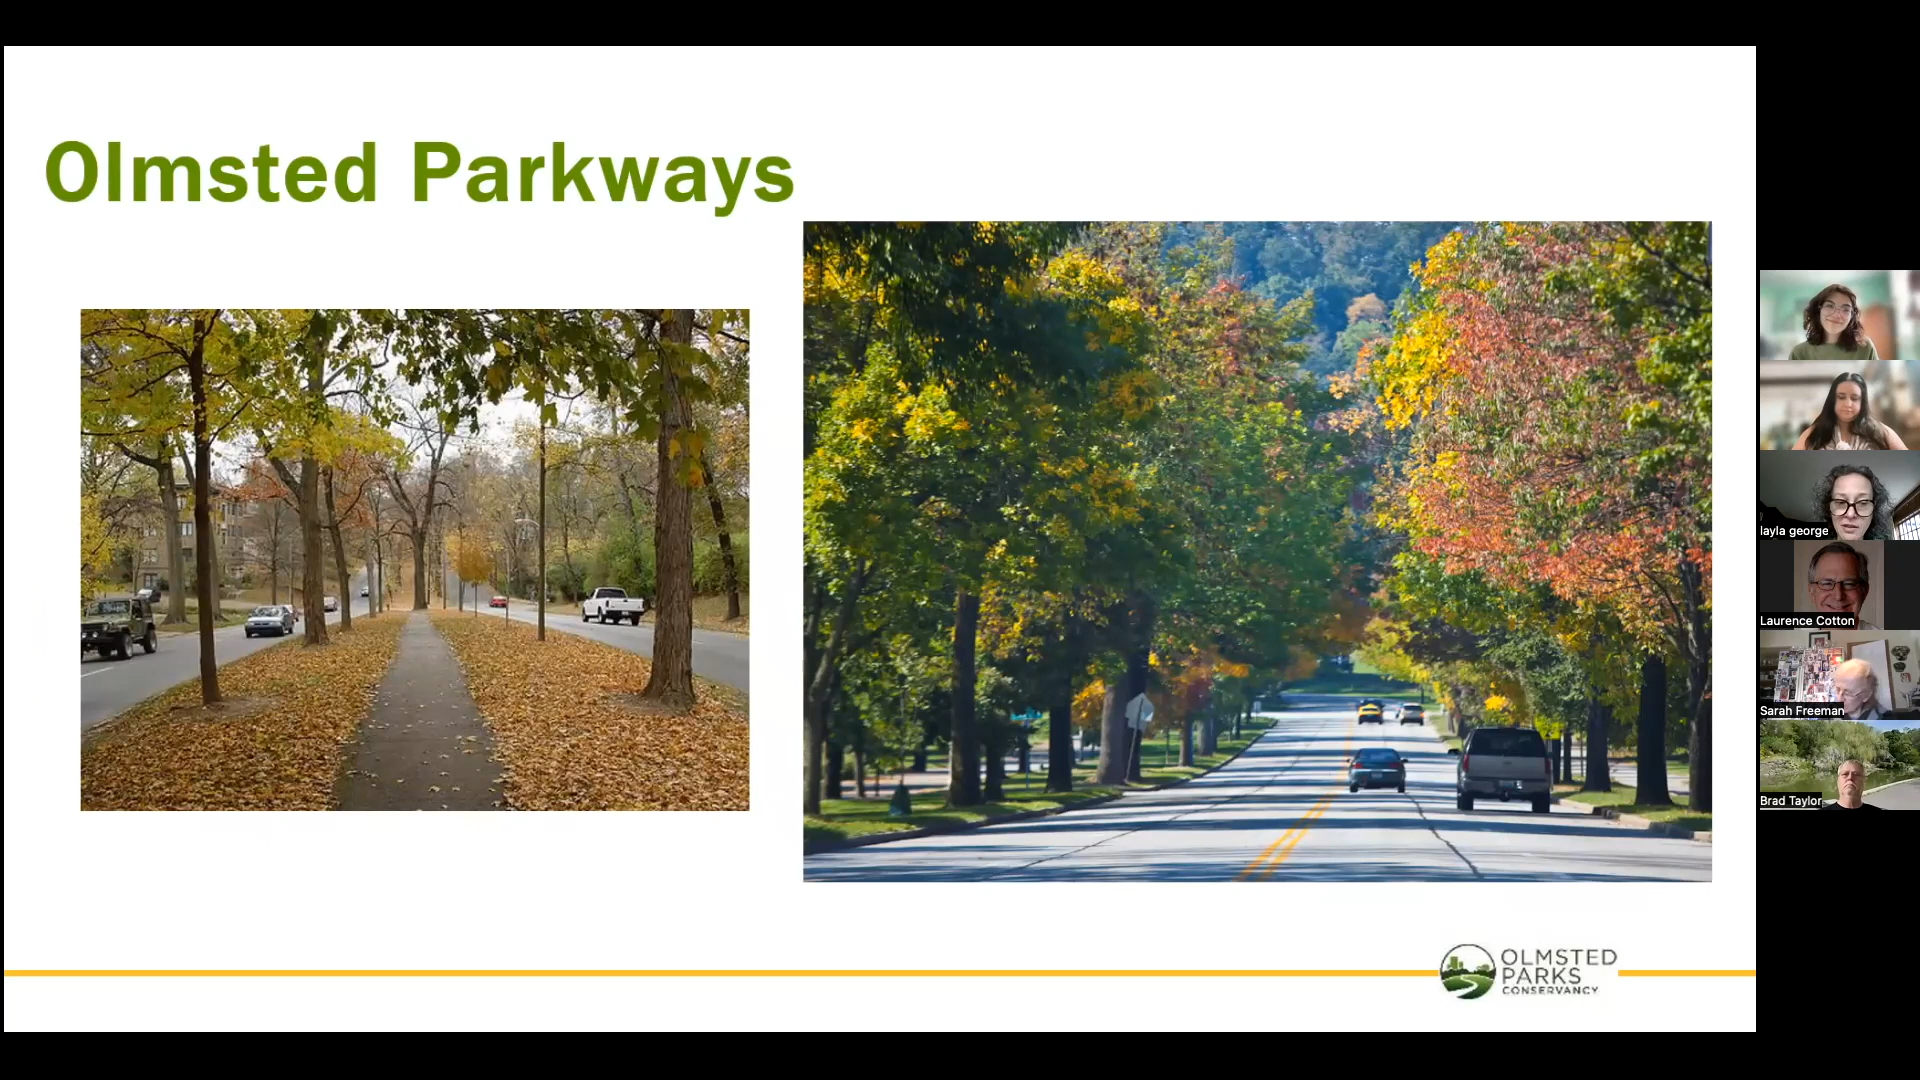 Olmsted Parkways
OLMSTED
PARKS
CONSERVANCY
layla george
Laurence Cotton
Sarah Freeman
Brad Taylor